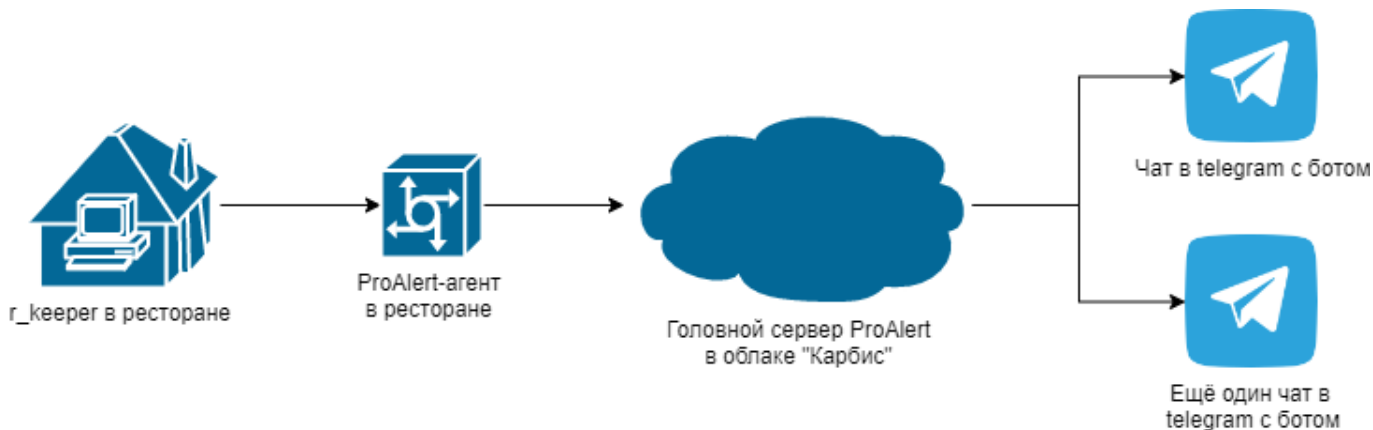 r_keeper в ресторане
ProAlert-агент
в ресторане
Головной сервер ProAlert
в облаке "Карбис"
Чат в telegram с ботом
Ещё один чат в
telegram с ботом